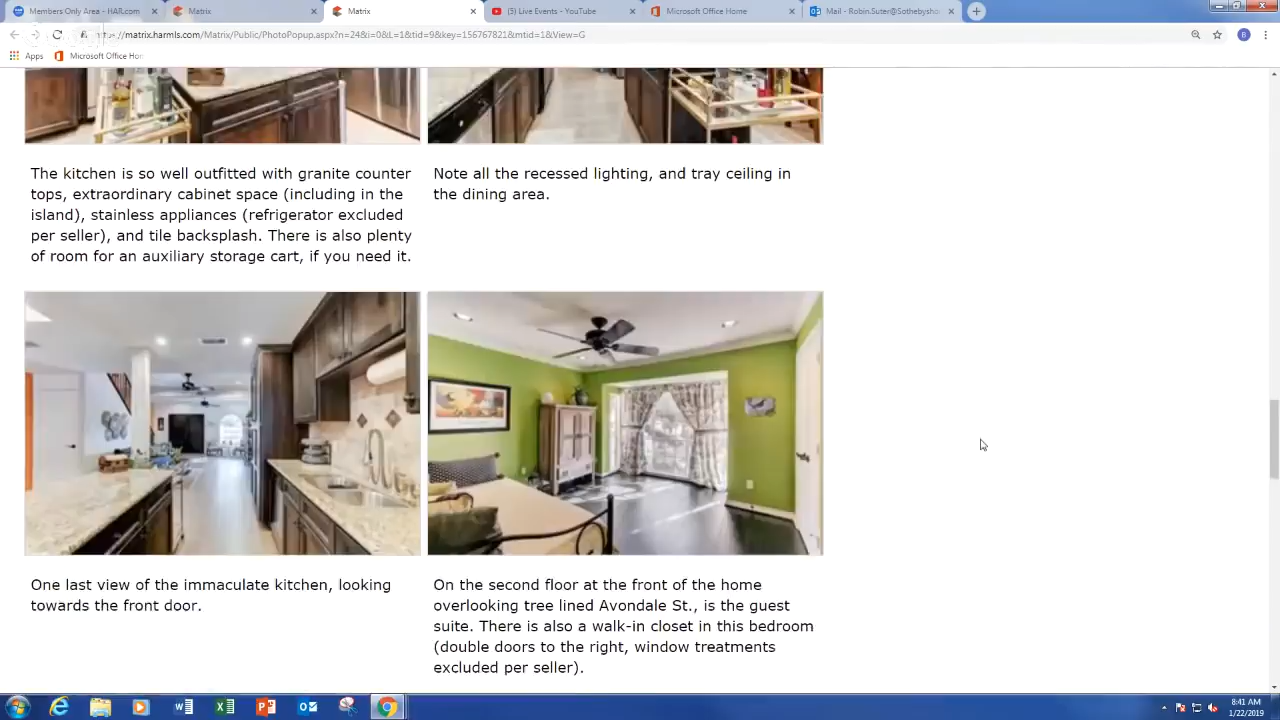 Members Only Area - HAR.com
Matrix
Matrix
(5) Live Events - YouTube
Microsoft Office Home
Mail - Robin.Suter@Sothebysho
matrix.harmls.com/Matrix/Public/PhotoPopup.aspx?n=24&i=0&L=1&tid=9&key=156767821&mtid=1&View=G
B
Apps
Microsoft Office Hom
The kitchen is so well outfitted with granite counter
tops, extraordinary cabinet space (including in the
island), stainless appliances (refrigerator excluded
per seller), and tile backsplash. There is also plenty
of room for an auxiliary storage cart, if you need it.
Note all the recessed lighting, and tray ceiling in
the dining area.
One last view of the immaculate kitchen, looking
towards the front door.
On the second floor at the front of the home
overlooking tree lined Avondale St., is the guest
suite. There is also a walk-in closet in this bedroom
(double doors to the right, window treatments
excluded per seller).
8:41 AM
1/22/2019